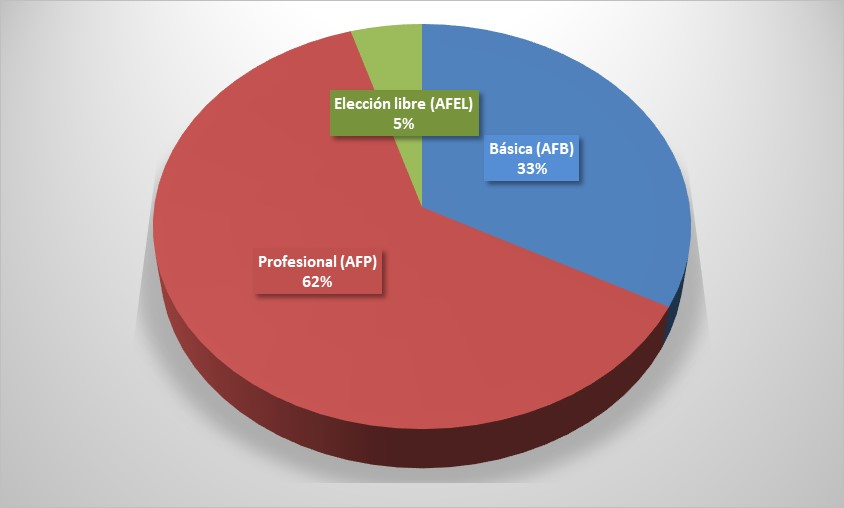 Elección libre (AFEL)
5%
Básica (AFB)
33%
Profesional (AFP)
62%